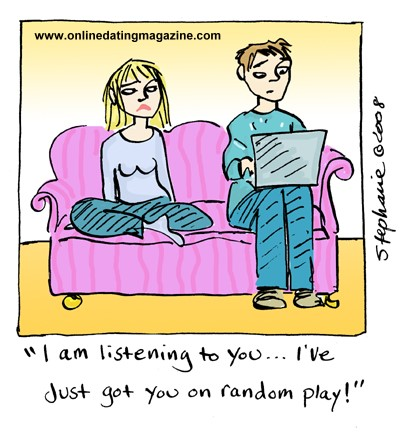 www.onlinedatingmagazine.com
Stephanie ©2008
"I am listening to you... I've
Just got you on random play!"